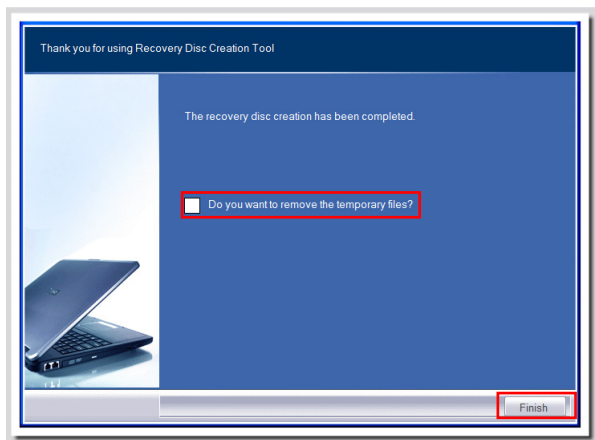 Thank you for using Recovery Disc Creation Tool
The recovery disc creation has been completed.
Do you want to remove the temporary files?
Finish